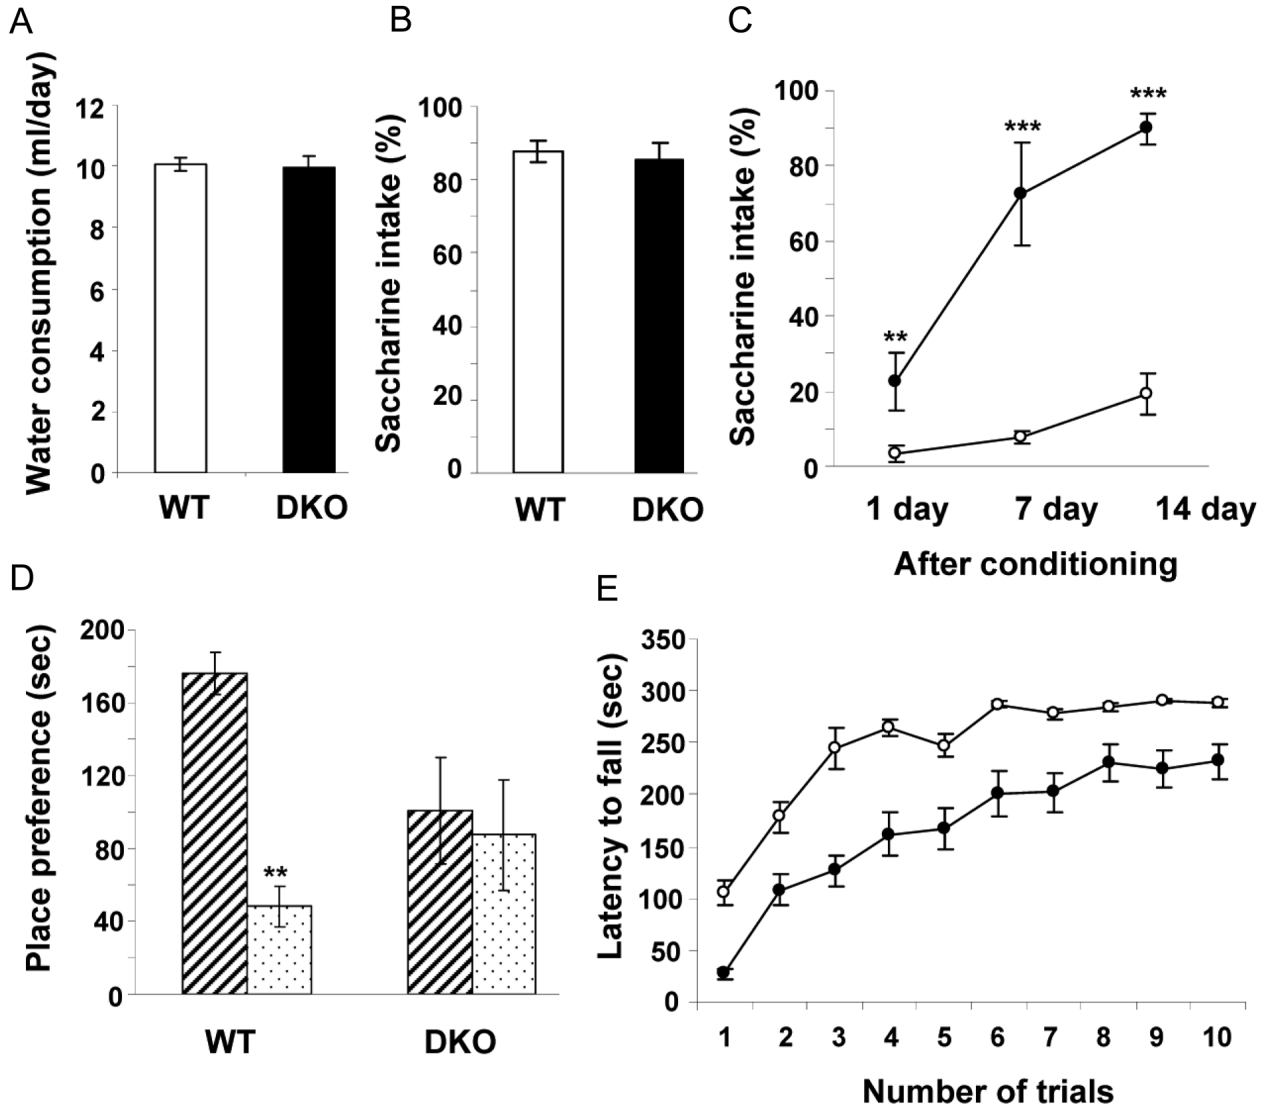 A
Water consumption (ml/day)
12
10
8
6
4
2
0
WT DKO
B
Saccharine intake (%)
100
80
60
40
20
0
WT DKO
C
Saccharine intake (%)
100
80
60
40
20
0
**
***
***
1 day 7 day 14 day
After conditioning
D
Place preference (sec)
200
160
120
80
40
0
**
WT DKO
E
Latency to fall (sec)
350
300
250
200
150
100
50
0
1 2 3 4 5 6 7 8 9 10
Number of trials